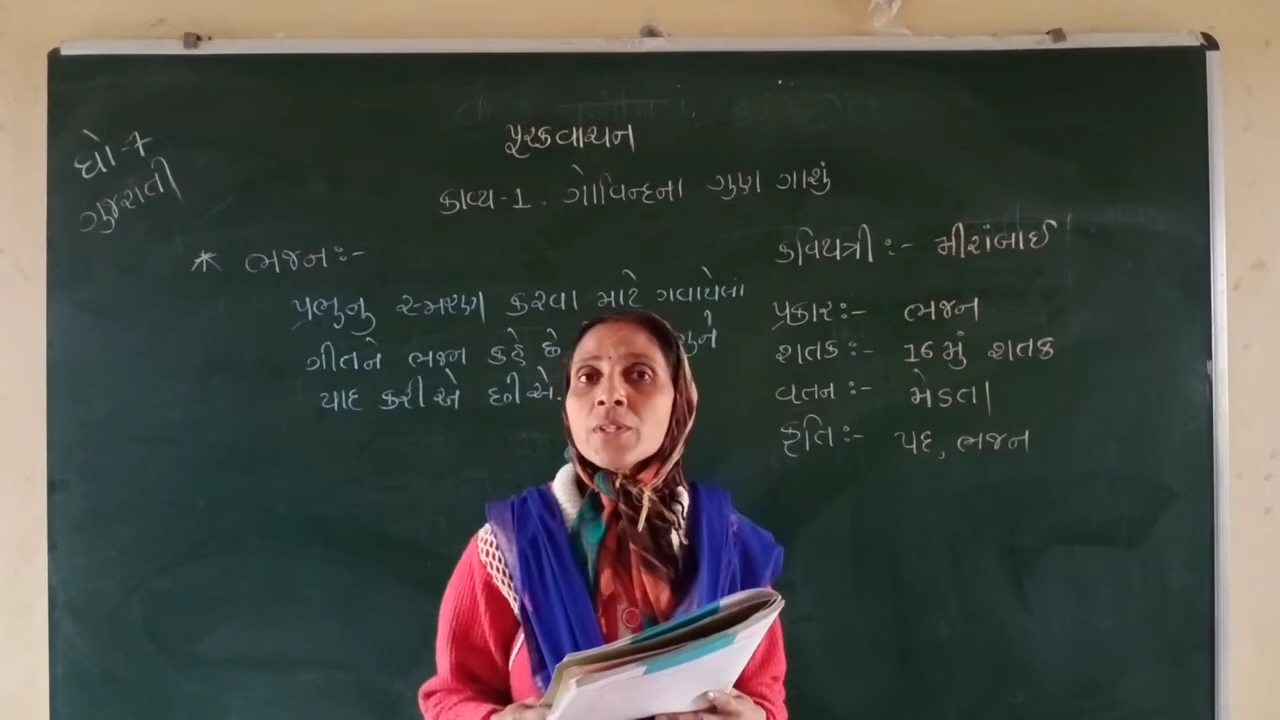 ધો-7
ગુજરાતી
પૂરકવાચન
કાવ્ય-1. ગોવિન્દના ગુણ ગાશું
* ભજન:-
પ્રભુનુ સ્મરણ કરવા માટે ગવાયેલા
ગીતને ભજન કહે છે
યાદ કરીએ છીએ.
કવિયત્રી:- મીરાંબાઈ
પ્રકાર:- ભજન
શતક:- 16મું શતક
વતન:- મેડતા
કૃતિ:- પદ, ભજન